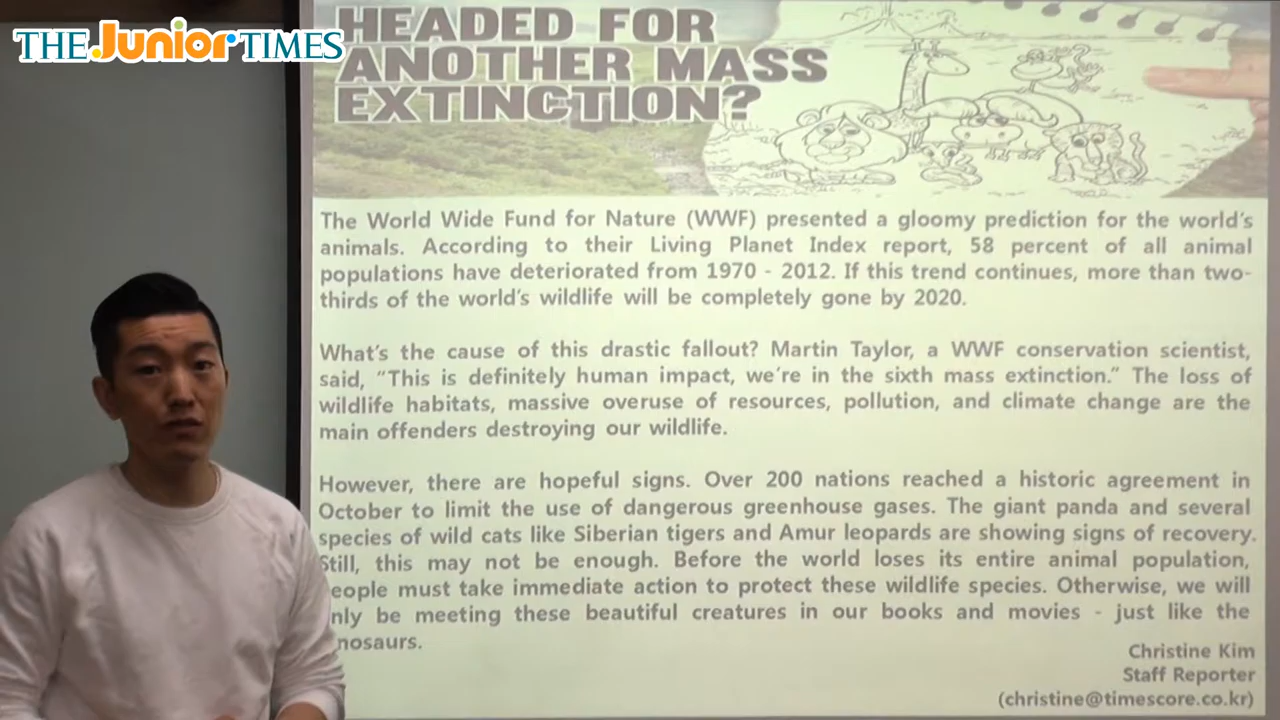 THE Junior TIMES
HEADED FOR
ANOTHER MASS
EXTINCTION?
The World Wide Fund for Nature (WWF) presented a gloomy prediction for the world's
animals. According to their Living Planet Index report, 58 percent of all animal
populations have deteriorated from 1970 - 2012. If this trend continues, more than two-
thirds of the world's wildlife will be completely gone by 2020.
What's the cause of this drastic fallout? Martin Taylor, a WWF conservation scientist,
said, "This is definitely human impact, we're in the sixth mass extinction." The loss of
wildlife habitats, massive overuse of resources, pollution, and climate change are the
main offenders destroying our wildlife.
However, there are hopeful signs. Over 200 nations reached a historic agreement in
October to limit the use of dangerous greenhouse gases. The giant panda and several
species of wild cats like Siberian tigers and Amur leopards are showing signs of recovery.
Still, this may not be enough. Before the world loses its entire animal population,
eople must take immediate action to protect these wildlife species. Otherwise, we will
nly be meeting these beautiful creatures in our books and movies - just like the
nosaurs.
Christine Kim
Staff Reporter
(christine@timescore.co.kr)